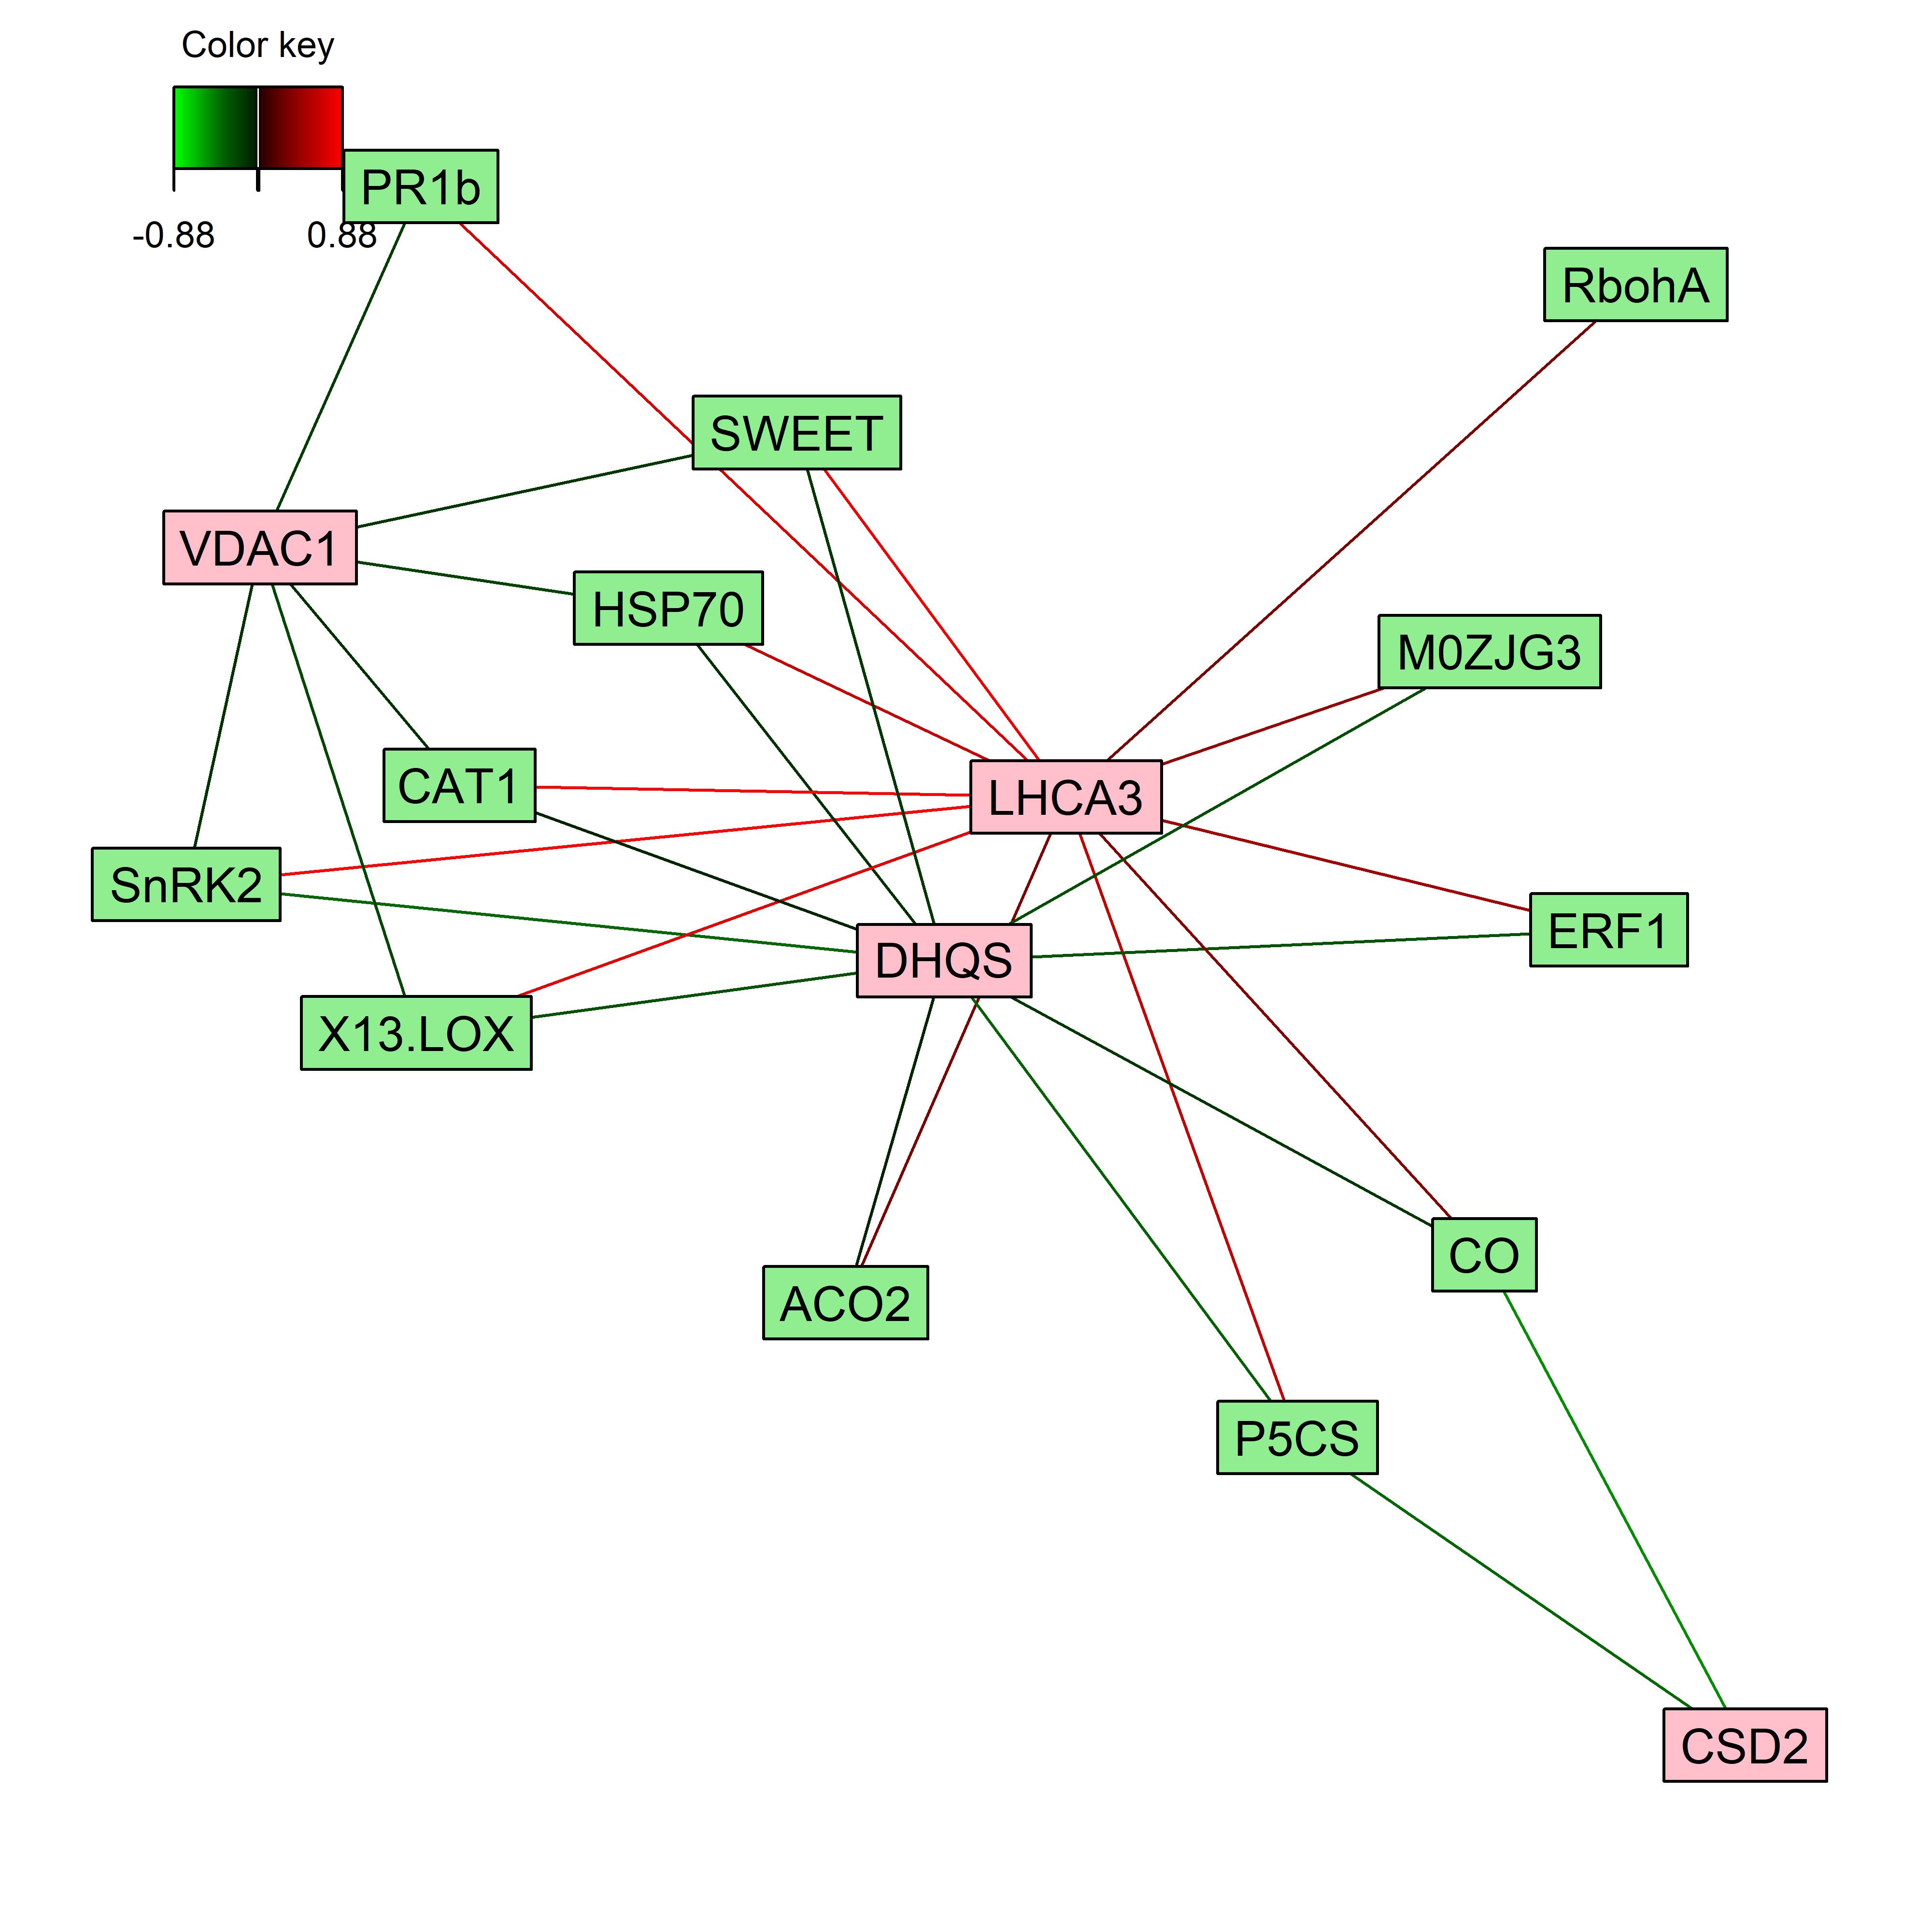 Color key
-0.88
0.88
PR1b
RbohA
SWEET
VDAC1
HSP70
M0ZJG3
CAT1
LHCA3
SnRK2
ERF1
DHQS
X13.LOX
CO
ACO2
P5CS
CSD2